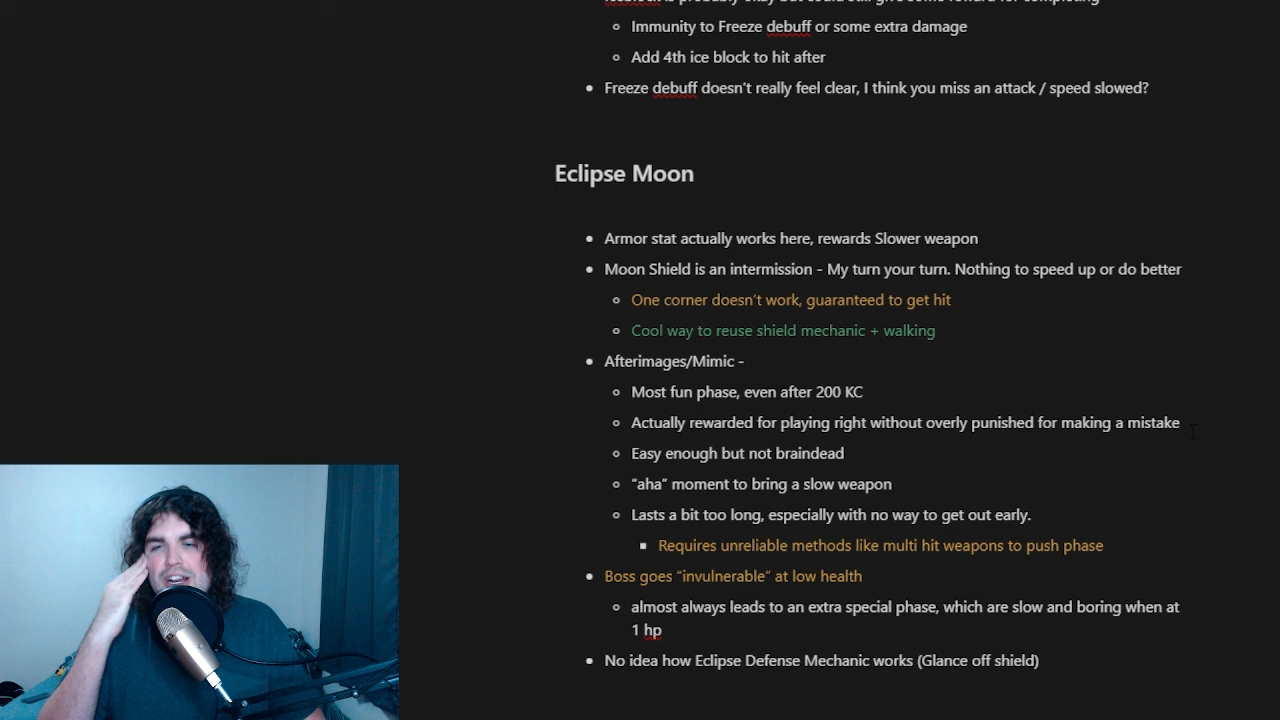 Immunity to Freeze debuff or some extra damage
Add 4th ice block to hit after
Freeze debuff doesn't really feel clear, I think you miss an attack / speed slowed?
Eclipse Moon
Armor stat actually works here, rewards Slower weapon
Moon Shield is an intermission - My turn your turn. Nothing to speed up or do better
One corner doesn't work, guaranteed to get hit
Cool way to reuse shield mechanic + walking
Afterimages/Mimic -
Most fun phase, even after 200 KC
Actually rewarded for playing right without overly punished for making a mistake
Easy enough but not braindead
“aha” moment to bring a slow weapon
Lasts a bit too long, especially with no way to get out early.
Requires unreliable methods like multi hit weapons to push phase
Boss goes “invulnerable” at low health
almost always leads to an extra special phase, which are slow and boring when at
1 hp
No idea how Eclipse Defense Mechanic works (Glance off shield)